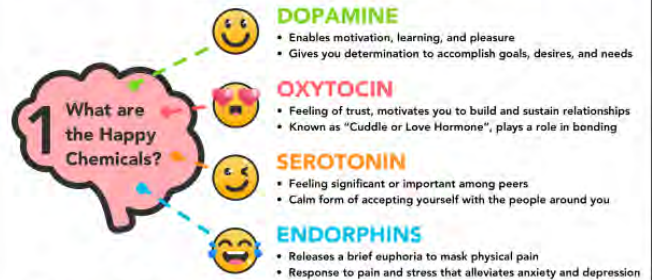 1 What are
the Happy
Chemicals?
DOPAMINE
• Enables motivation, learning, and pleasure
• Gives you determination to accomplish goals, desires, and needs
OXYTOCIN
• Feeling of trust, motivates you to build and sustain relationships
• Known as “Cuddle or Love Hormone”, plays a role in bonding
SEROTONIN
• Feeling significant or important among peers
• Calm form of accepting yourself with the people around you
ENDORPHINS
• Releases a brief euphoria to mask physical pain
• Response to pain and stress that alleviates anxiety and depression